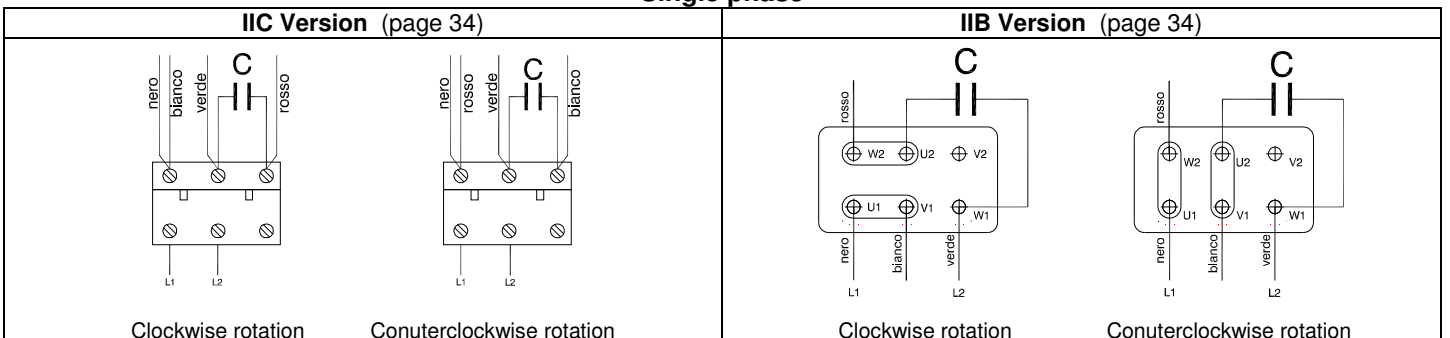 Single phase
IIC Version (page 34)
IIB Version (page 34)
C
nero
bianco
verde
rosso
L1
L2
C
nero
rosso
verde
bianco
L1
L2
C
rosso
W2
U2
V2
U1
V1
W1
nero
bianco
verde
L1
L2
C
rosso
W2
U2
V2
U1
V1
W1
nero
bianco
verde
L1
L2
Clockwise rotation
Conuterclockwise rotation
Clockwise rotation
Conuterclockwise rotation